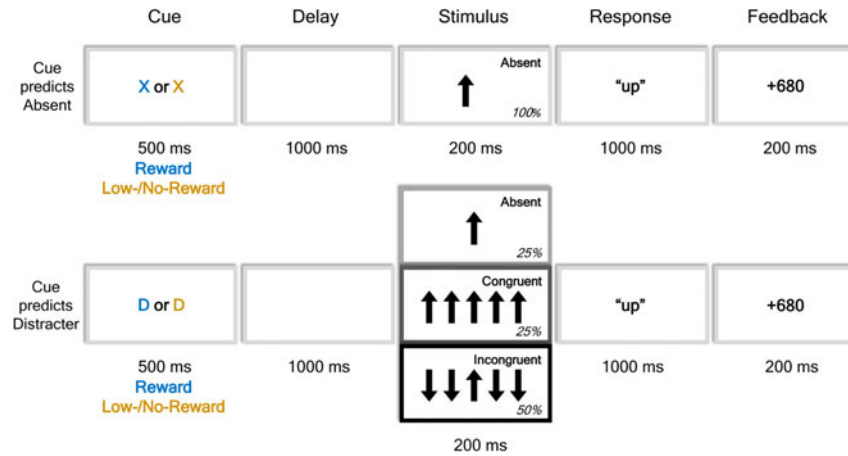 Cue Delay Stimulus Response Feedback
Cue
predicts
Absent
X or X
Absent
100%
"up"
+680
500 ms 1000 ms 200 ms 1000 ms 200 ms
Reward
Low-/No-Reward
Absent
25%
Cue
predicts
Distracter
D or D
Congruent
25%
"up"
+680
500 ms 1000 ms 1000 ms 200 ms
Reward
Low-/No-Reward
Incongruent
50%
200 ms